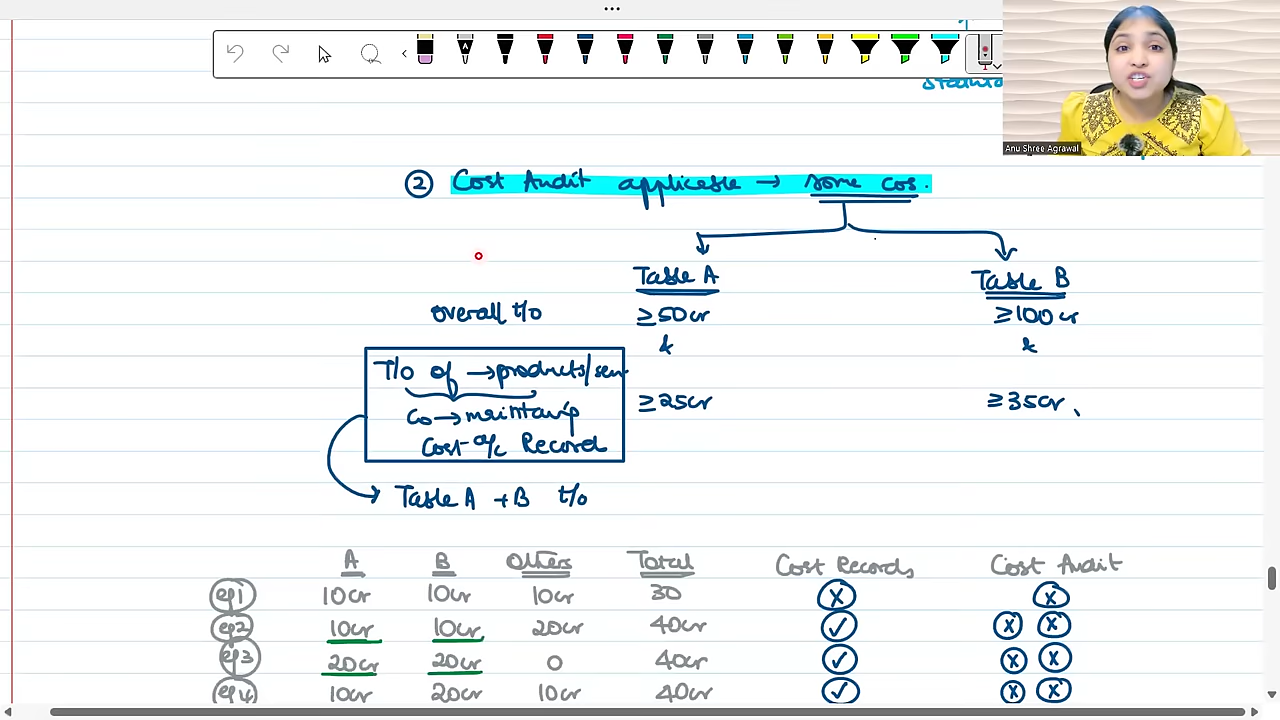 Anu Shree Agrawal
② Cost Audit applicable → some cos.
Table A Table B
overall t/o ≥50cr ≥100cr
& &
T/o of → products/ser
≥25cr ≥35cr
Co → maintaing
Cost a/c Record
Table A + B t/o
A B Others Total Cost Records Cost Audit
eg1 10cr 10cr 10cr 30 x x
eg2 10cr 10cr 20cr 40cr ✓ x x
eg3 20cr 20cr 0 40cr ✓ x x
eg4 10cr 20cr 10cr 40cr ✓ x x